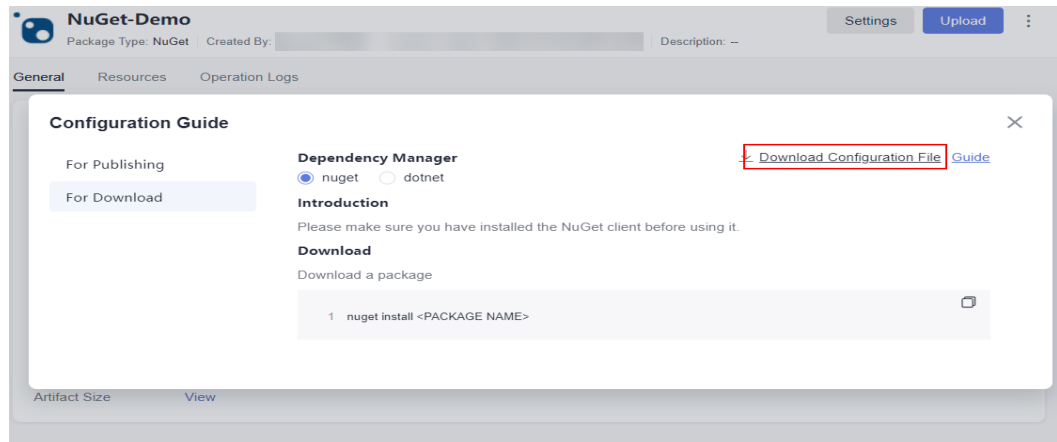 NuGet-Demo
Settings
Upload
Package Type: NuGet
Created By:
Description: --
General
Resources
Operation Logs
Configuration Guide
For Publishing
For Download
Dependency Manager
Download Configuration File
Guide
nuget
dotnet
Introduction
Please make sure you have installed the NuGet client before using it.
Download
Download a package
1 nuget install <PACKAGE NAME>
Artifact Size
View